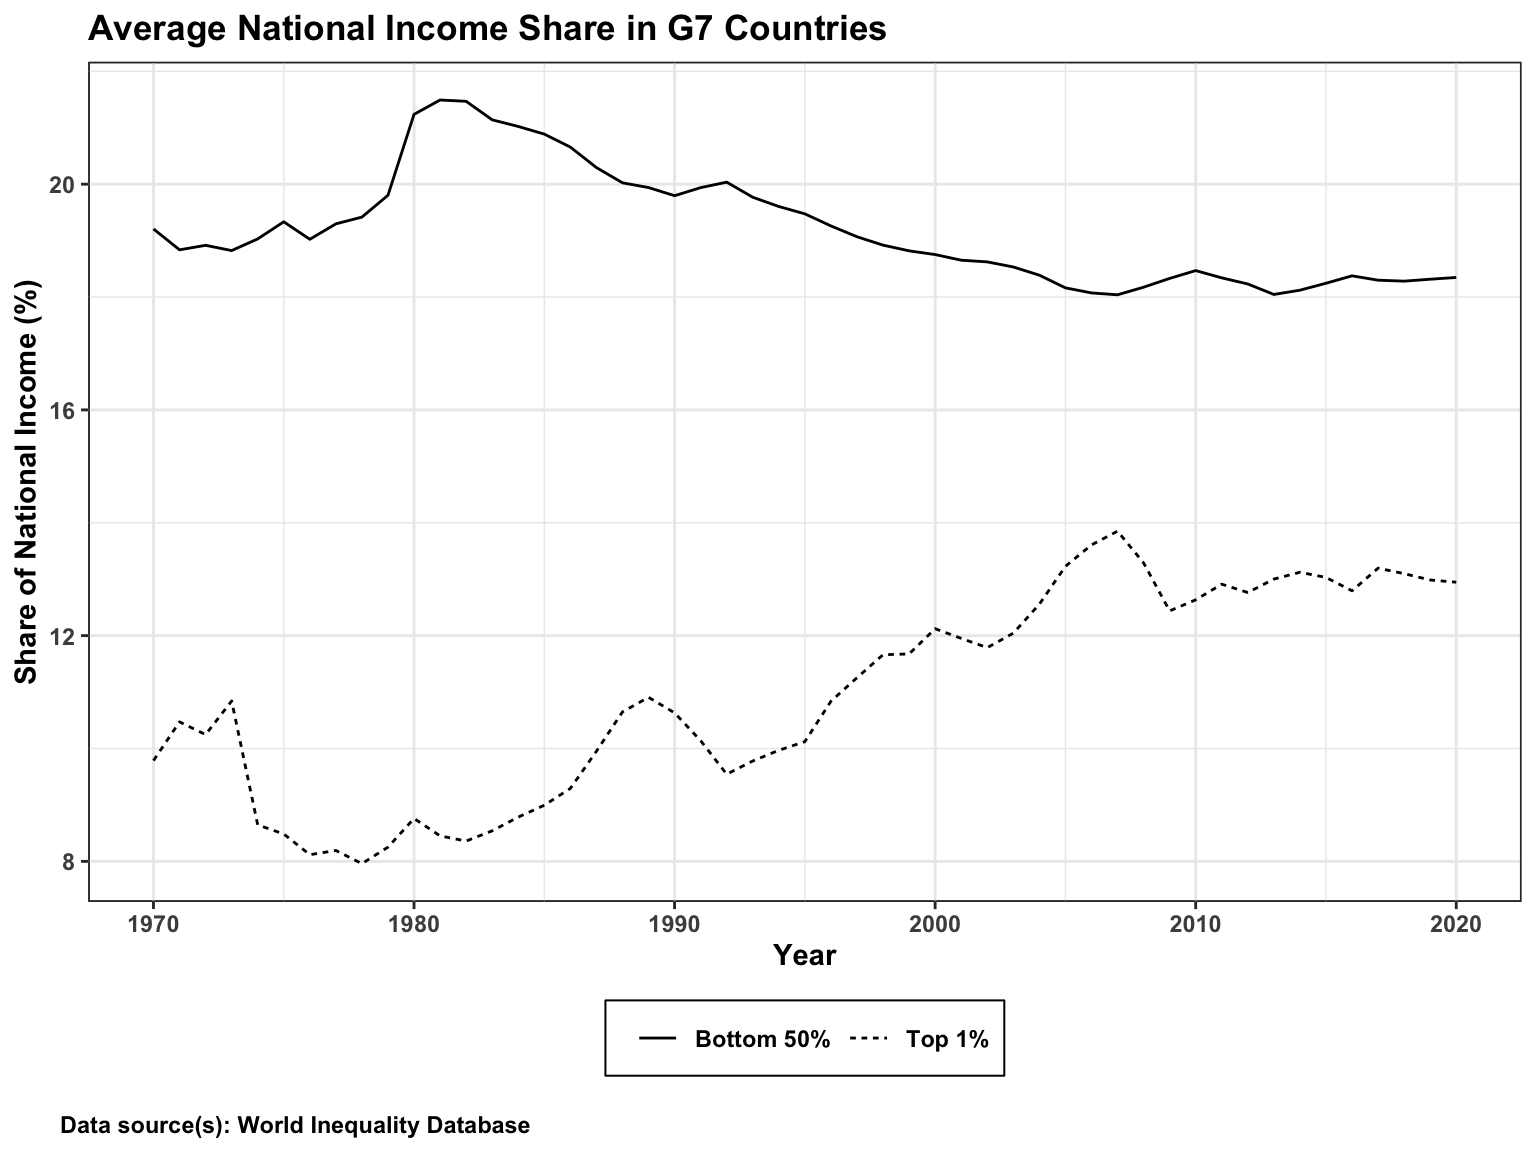 Average National Income Share in G7 Countries
Share of National Income (%)
20
16
12
8
1970 1980 1990 2000 2010 2020
Year
Bottom 50% Top 1%
Data source(s): World Inequality Database